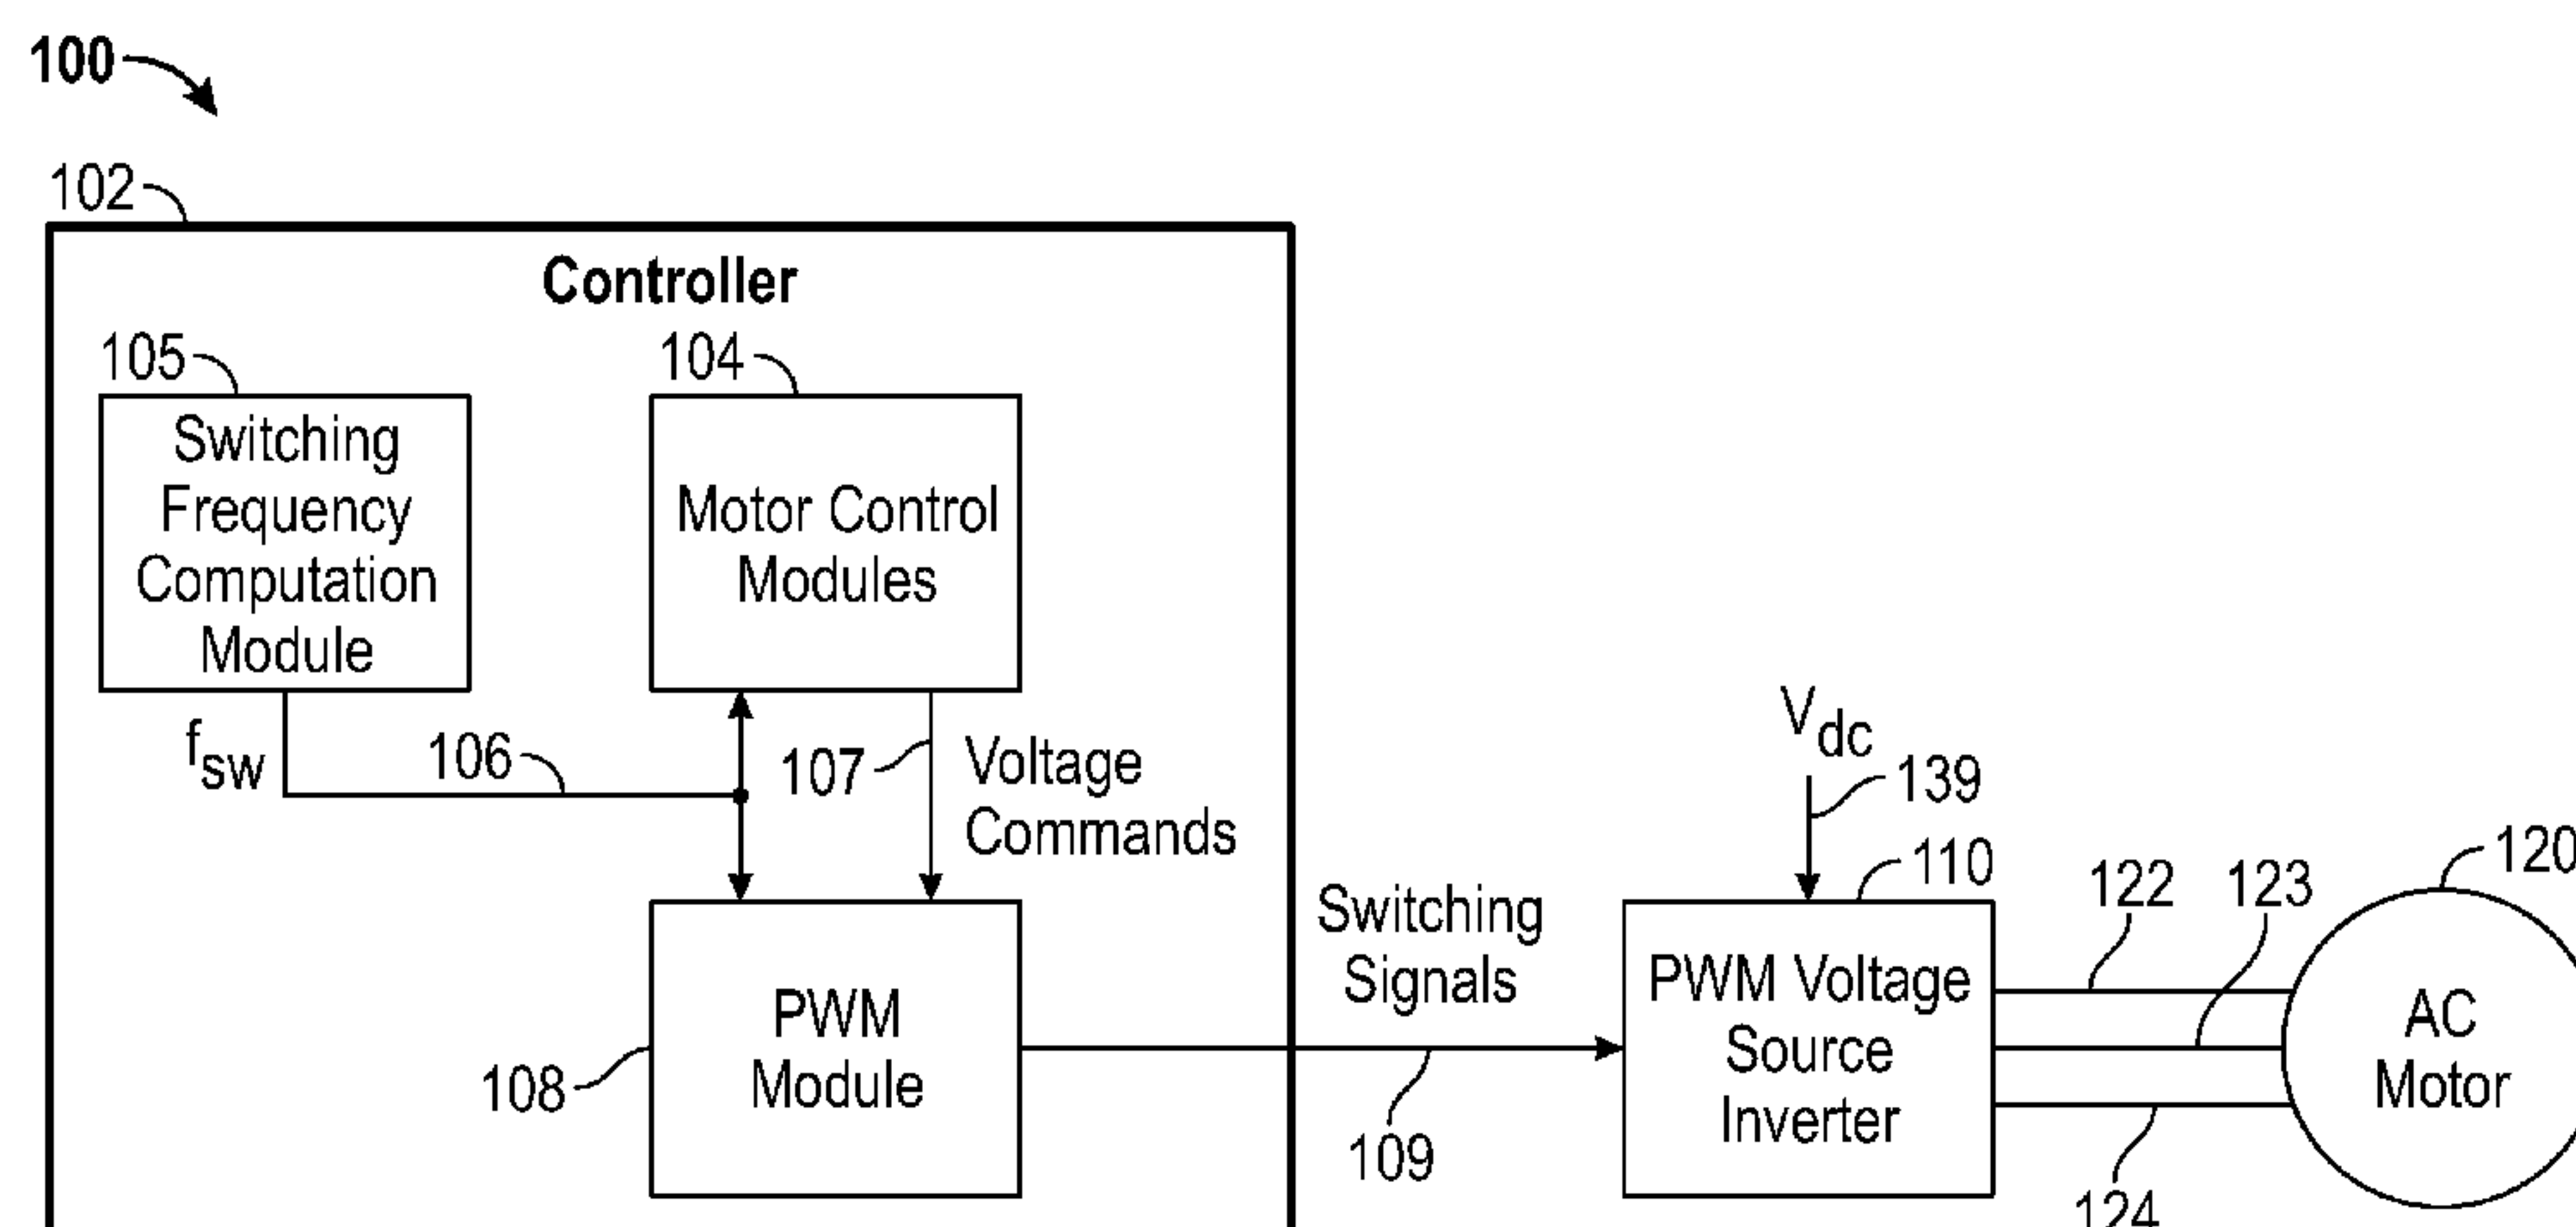 100
102
Controller
105
104
Switching
Frequency
Computation
Module
Motor Control
Modules
fsw
106
107
Voltage
Commands
Vdc
139
110
120
122
123
Switching
Signals
PWM
Module
108
109
PWM Voltage
Source
Inverter
AC
Motor
124